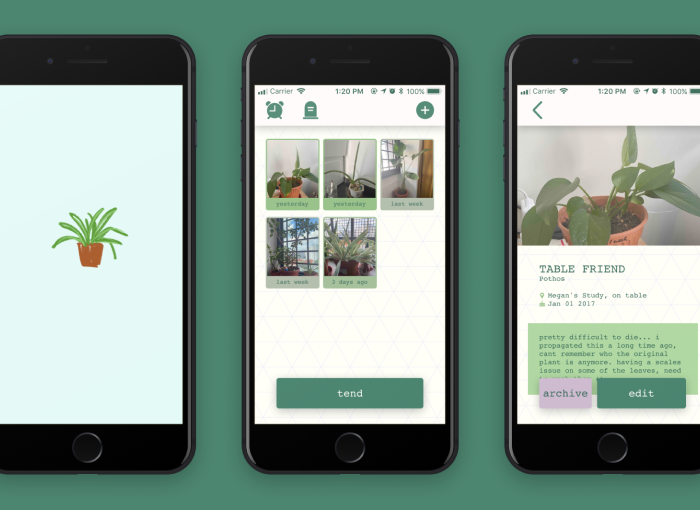 Carrier 1:20 PM 100%
yesterday
yesterday
last week
last week
3 days ago
tend
Carrier 1:20 PM 100%
TABLE FRIEND
Pothos
Megan's Study, on table
Jan 01 2017
pretty difficult to die... i
propagated this a long time ago,
cant remember who the original
plant is anymore. having a scales
issue on some of the leaves, need
archive
edit